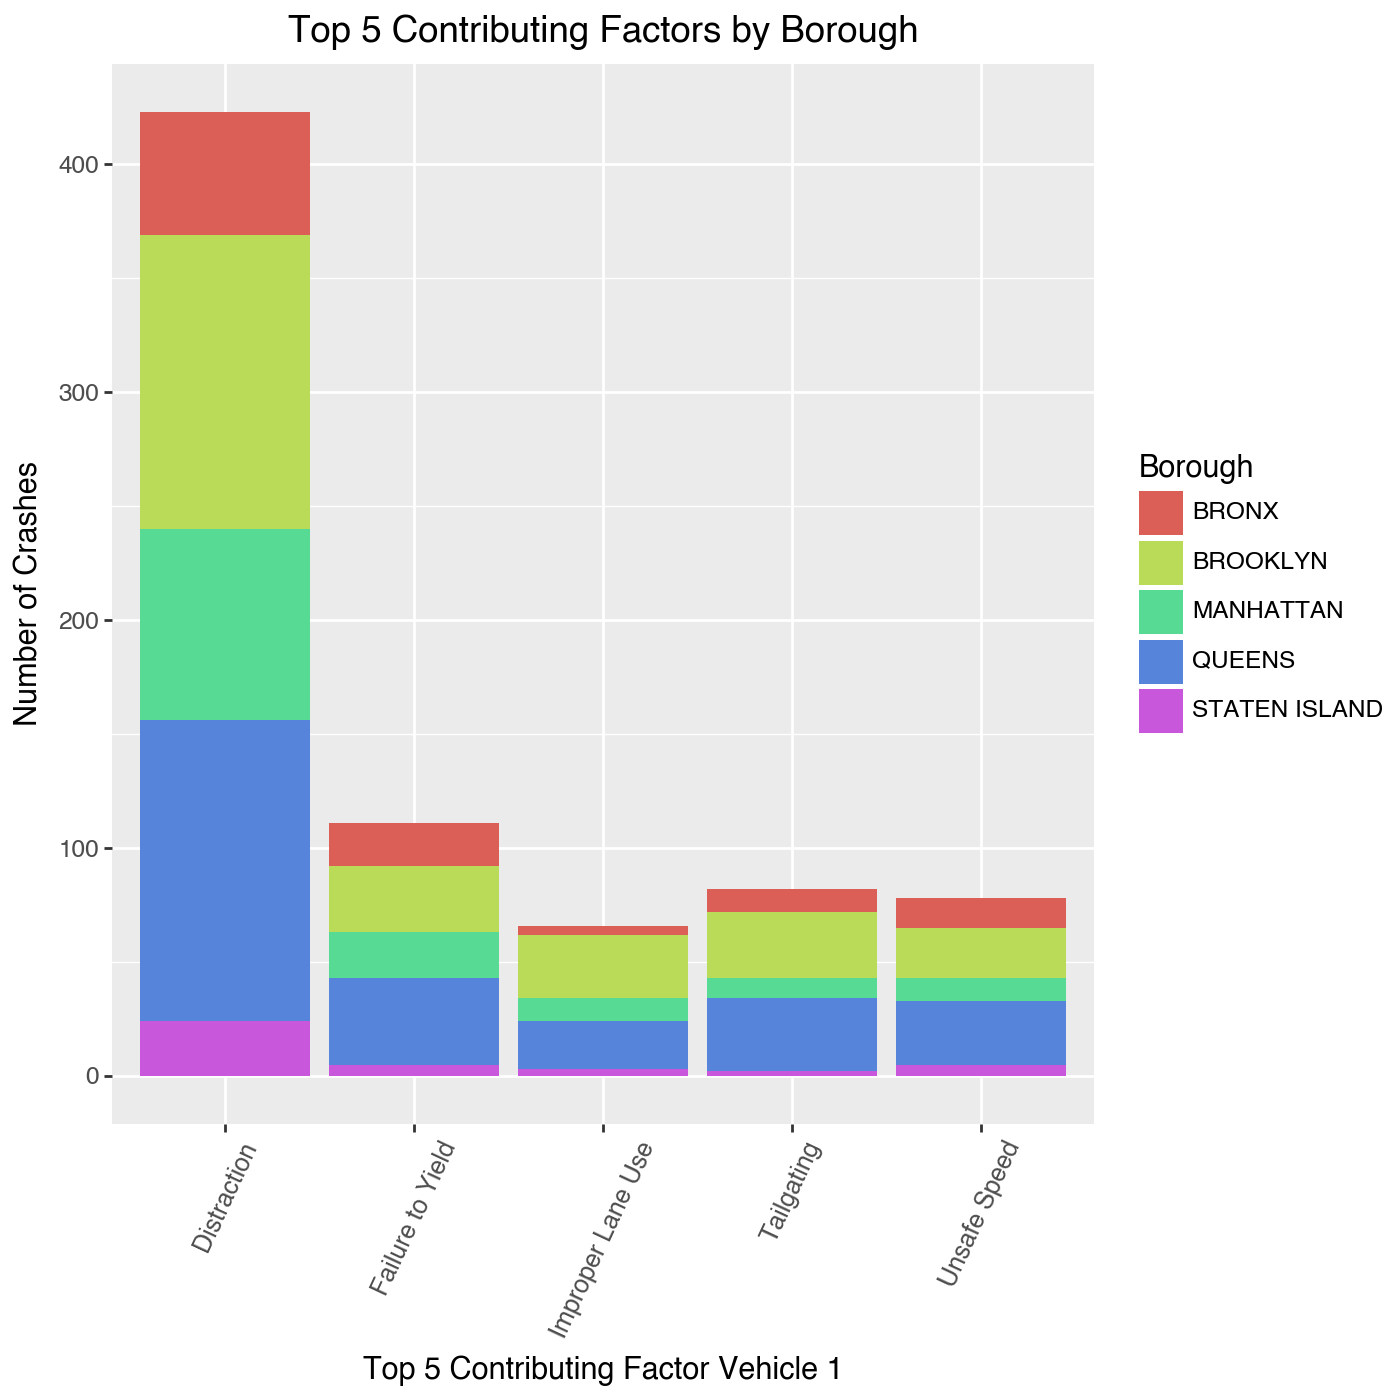 Top 5 Contributing Factors by Borough
Number of Crashes
400
300
200
100
0
Distraction
Failure to Yield
Improper Lane Use
Tailgating
Unsafe Speed
Top 5 Contributing Factor Vehicle 1
Borough
BRONX
BROOKLYN
MANHATTAN
QUEENS
STATEN ISLAND